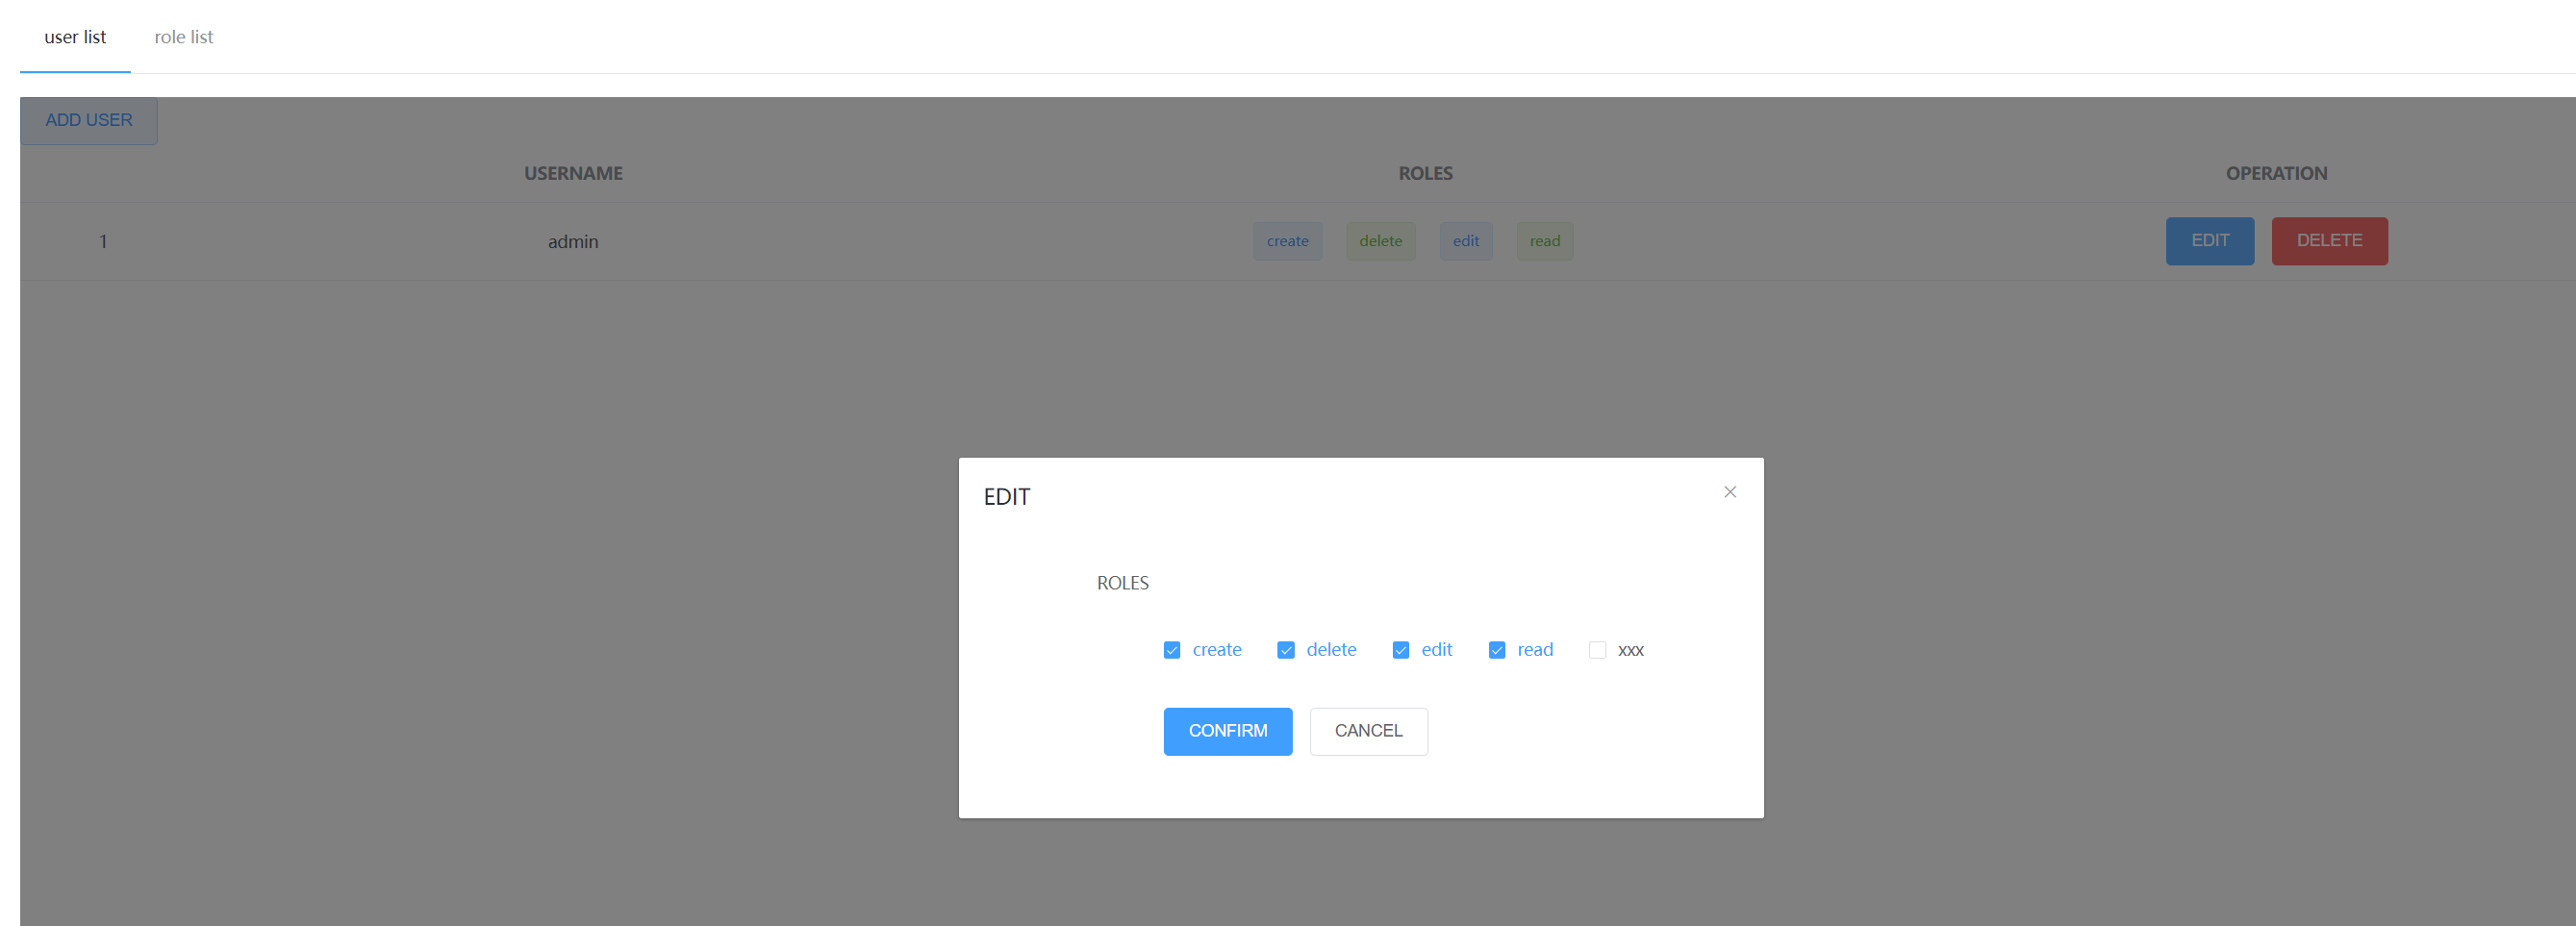 user list role list
ADD USER
USERNAME ROLES OPERATION
1 admin create delete edit read EDIT DELETE
EDIT
ROLES
create delete edit read xxx
CONFIRM CANCEL